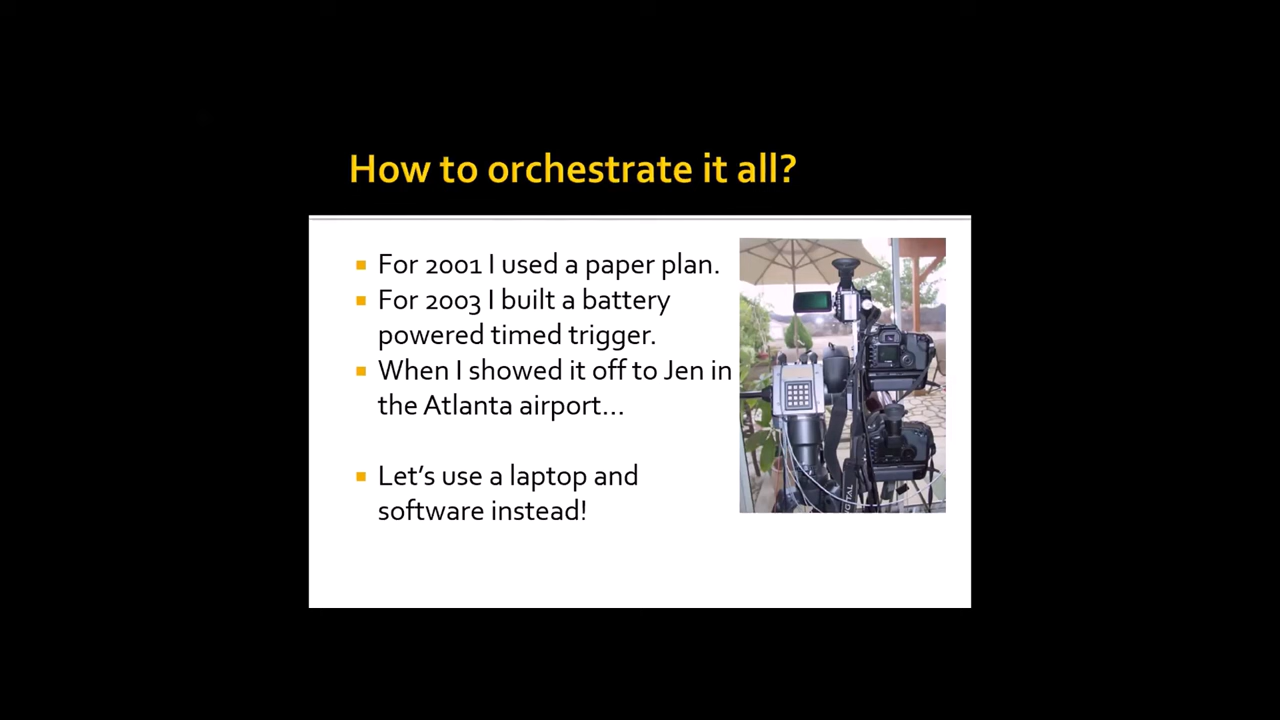 How to orchestrate it all?
For 2001 I used a paper plan.
For 2003 I built a battery
powered timed trigger.
When I showed it off to Jen in
the Atlanta airport…
Let’s use a laptop and
software instead!